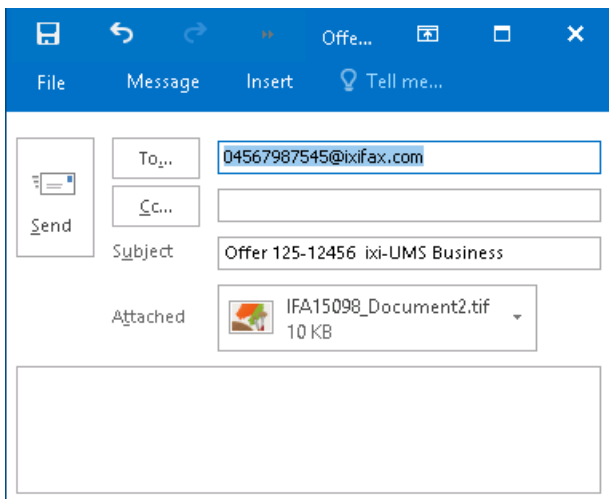 Offe...
File Message Insert Tell me...
To... 04567987545@ixifax.com
Cc...
Send
Subject Offer 125-12456 ixi-UMS Business
Attached IFA15098_Document2.tif
10 KB